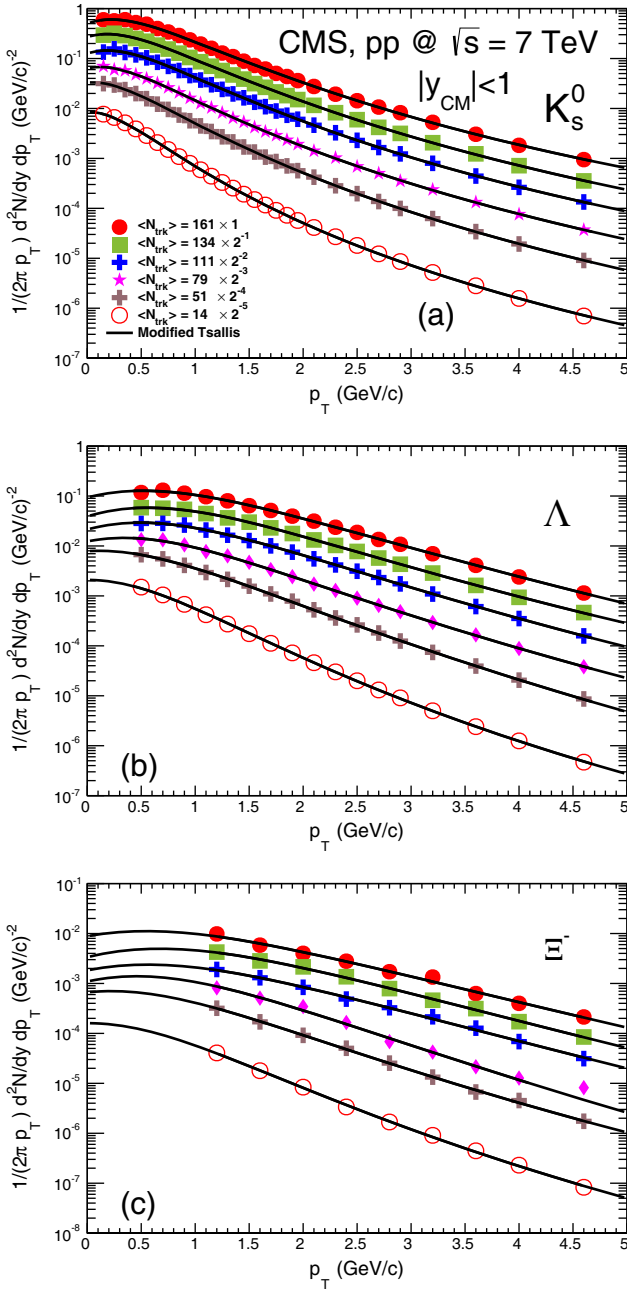 CMS, pp @ √s = 7 TeV
|y_CM|<1
K_s^0
1/(2π p_T) d²N/dy dp_T (GeV/c)^-2
1
10^-1
10^-2
10^-3
10^-4
10^-5
10^-6
10^-7
<N_trk> = 161 × 1
<N_trk> = 134 × 2^-1
<N_trk> = 111 × 2^-2
<N_trk> = 79 × 2^-3
<N_trk> = 51 × 2^-4
<N_trk> = 14 × 2^-5
Modified Tsallis
(a)
0 0.5 1 1.5 2 2.5 3 3.5 4 4.5 5
p_T (GeV/c)
Λ
1/(2π p_T) d²N/dy dp_T (GeV/c)^-2
1
10^-1
10^-2
10^-3
10^-4
10^-5
10^-6
10^-7
(b)
0 0.5 1 1.5 2 2.5 3 3.5 4 4.5 5
p_T (GeV/c)
Ξ^-
1/(2π p_T) d²N/dy dp_T (GeV/c)^-2
10^-1
10^-2
10^-3
10^-4
10^-5
10^-6
10^-7
10^-8
(c)
0 0.5 1 1.5 2 2.5 3 3.5 4 4.5 5
p_T (GeV/c)